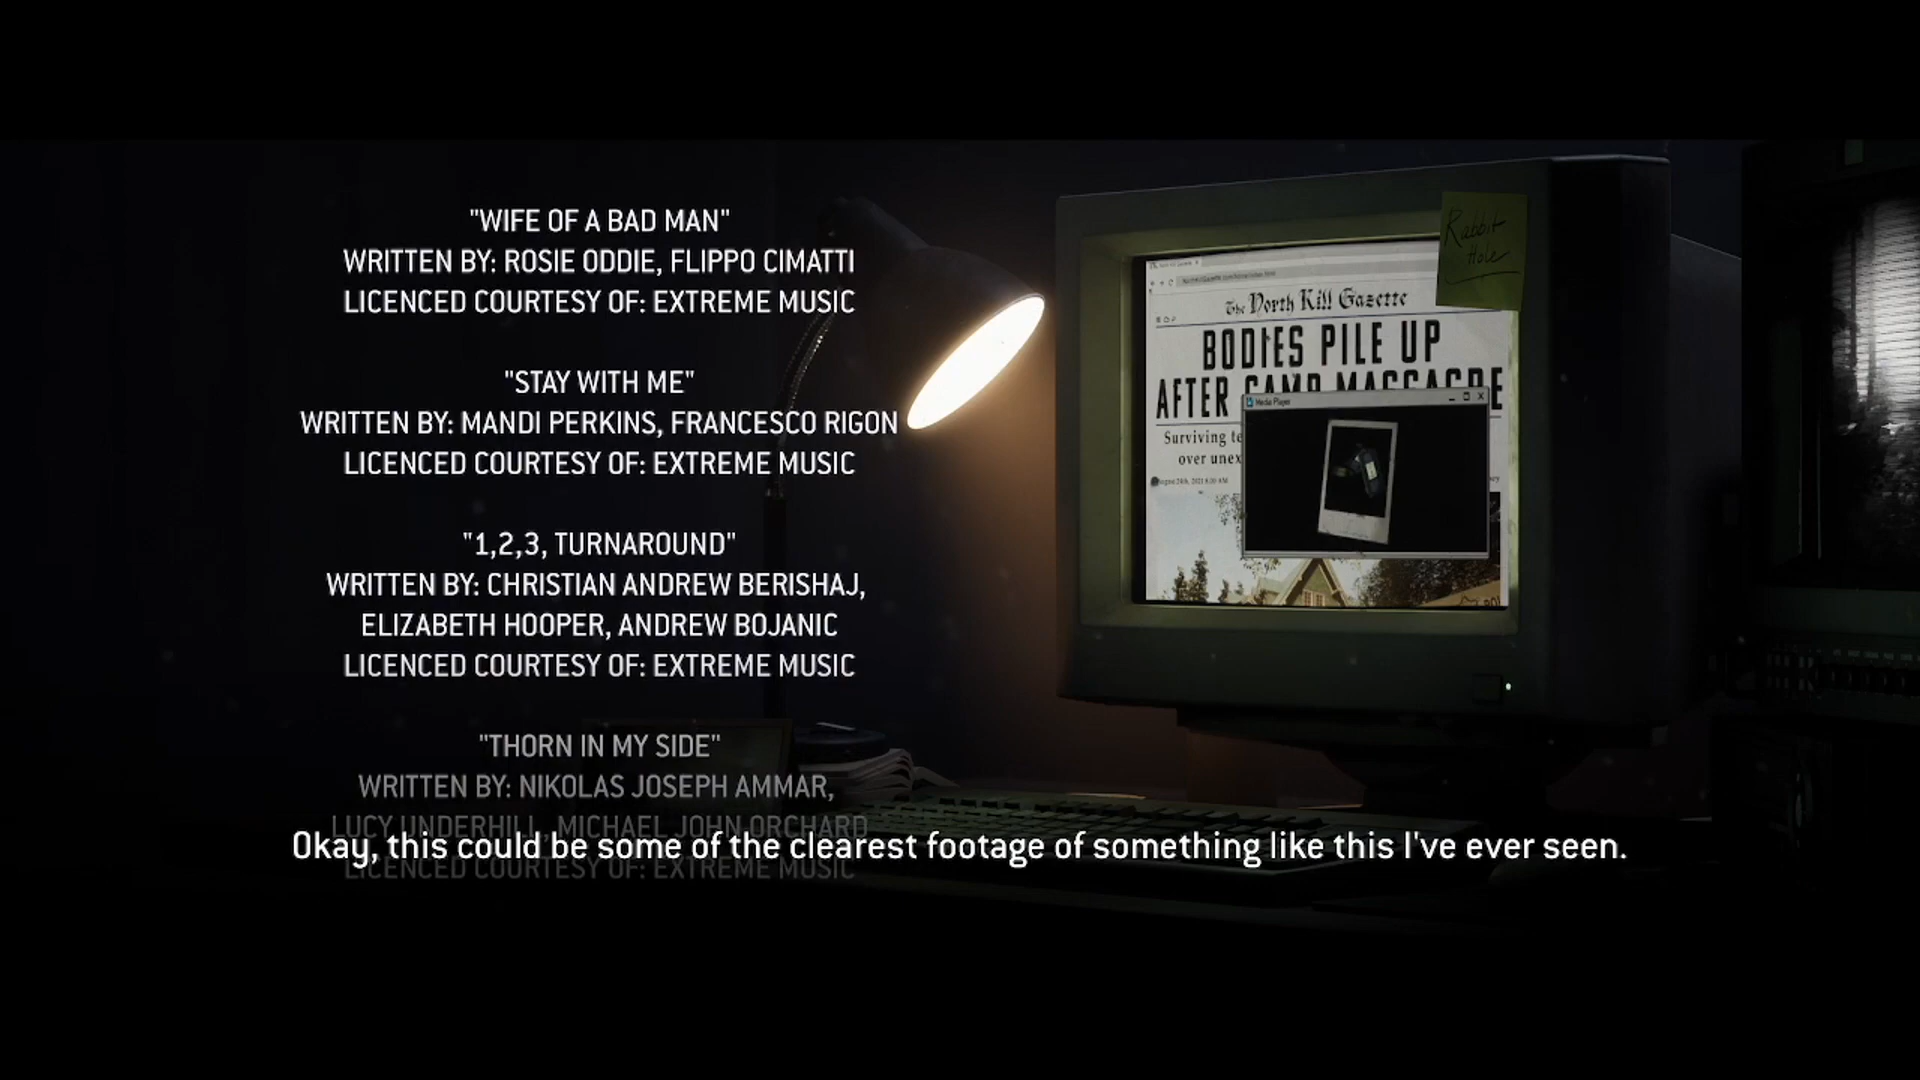 "WIFE OF A BAD MAN"
WRITTEN BY: ROSIE ODDIE, FLIPPO CIMATTI
LICENCED COURTESY OF: EXTREME MUSIC
"STAY WITH ME"
WRITTEN BY: MANDI PERKINS, FRANCESCO RIGON
LICENCED COURTESY OF: EXTREME MUSIC
"1,2,3, TURNAROUND"
WRITTEN BY: CHRISTIAN ANDREW BERISHAJ,
ELIZABETH HOOPER, ANDREW BOJANIC
LICENCED COURTESY OF: EXTREME MUSIC
"THORN IN MY SIDE"
WRITTEN BY: NIKOLAS JOSEPH AMMAR,
LUCY UNDERHILL, MICHAEL JOHN ORCHARD
LICENCED COURTESY OF: EXTREME MUSIC
Okay, this could be some of the clearest footage of something like this I've ever seen.
Rabbit
Hole
The North Kill Gazette
BODIES PILE UP
AFTER CAMP MASSACRE
Media Player
Surviving
over